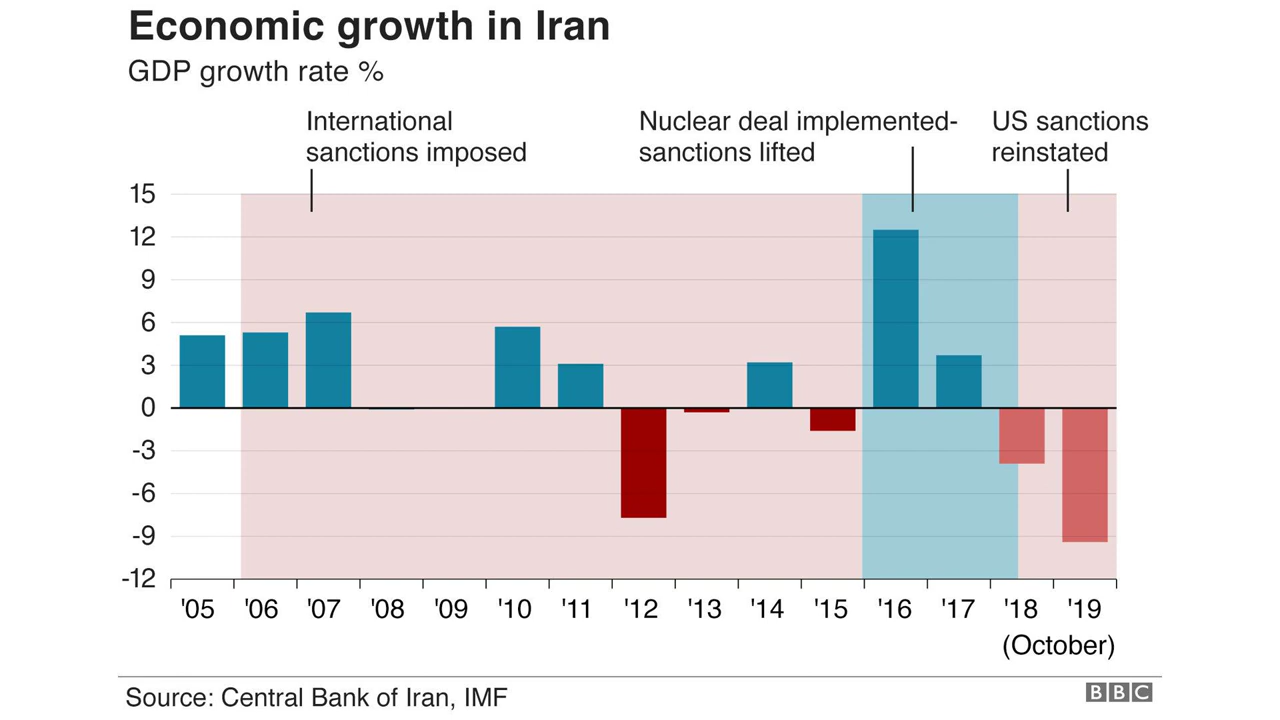 Economic growth in Iran
GDP growth rate %
International
sanctions imposed
Nuclear deal implemented-
sanctions lifted
US sanctions
reinstated
15
12
9
6
3
0
-3
-6
-9
-12
'05 '06 '07 '08 '09 '10 '11 '12 '13 '14 '15 '16 '17 '18 '19
(October)
Source: Central Bank of Iran, IMF
BBC